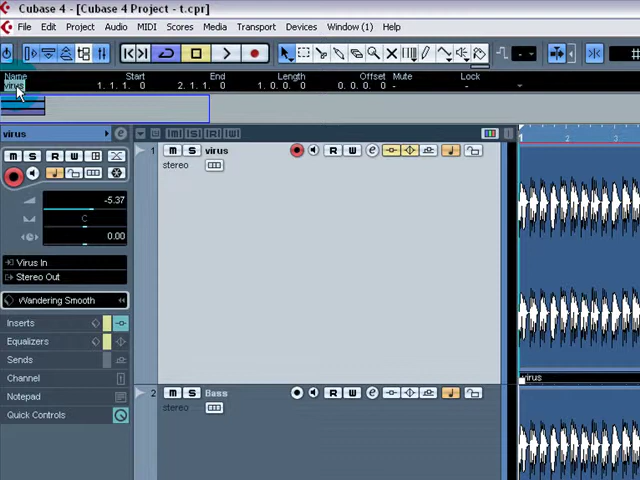 Cubase 4 - [Cubase 4 Project - t.cpr]
File Edit Project Audio MIDI Scores Media Transport Devices Window (1) Help
Name Start End Length Offset Mute Lock
virus 1. 1. 1. 0 2. 1. 1. 0 1. 0. 0. 0 0. 0. 0. 0 - -
virus e
1 2
1 virus M S R W e
stereo
M S R W
-5.37
C
0.00
Virus In
Stereo Out
Wandering Smooth
Inserts
Equalizers
Sends
Channel
virus
Notepad
2 Bass M S R W e
Quick Controls
stereo